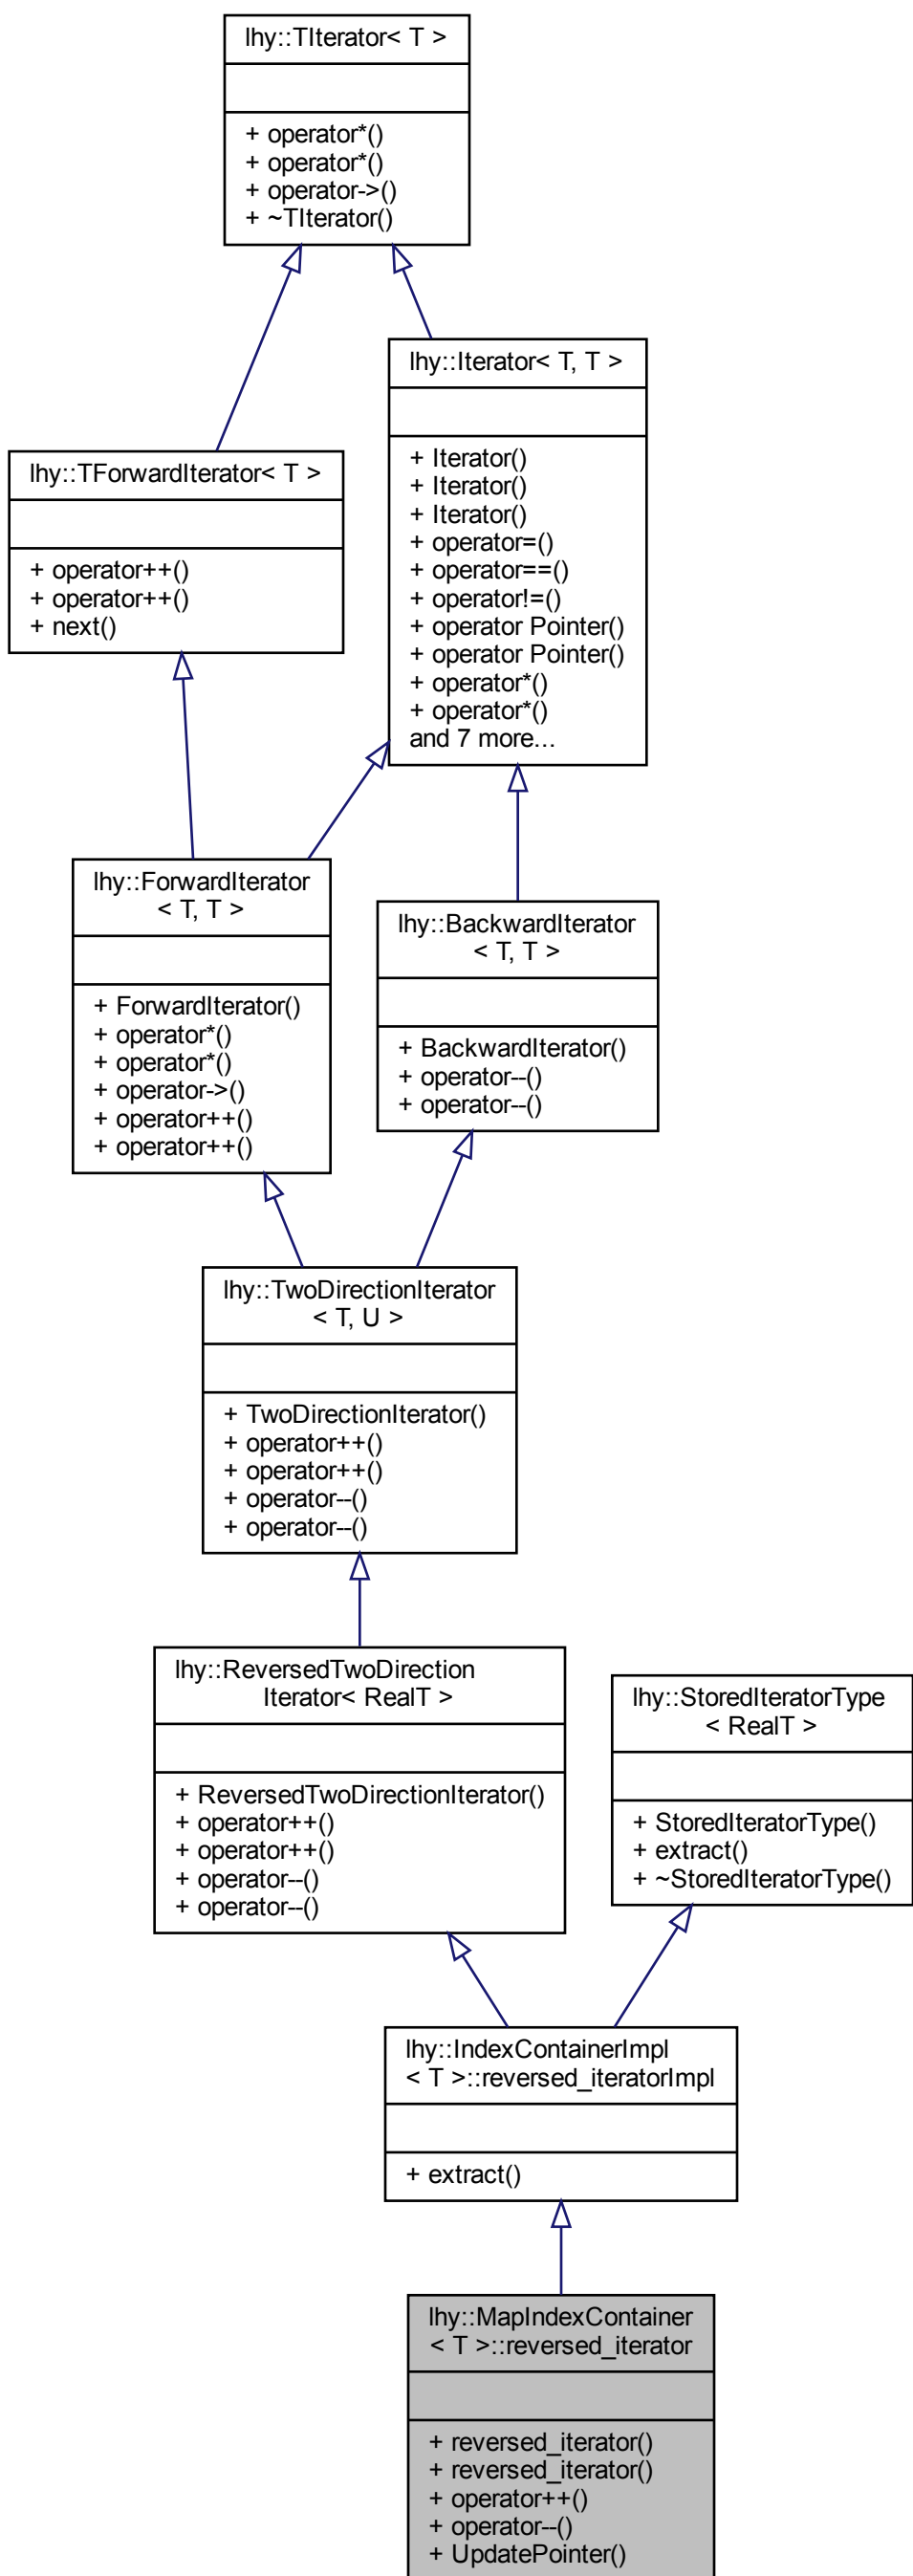 lhy::TIterator< T >
+ operator*()
+ operator*()
+ operator->()
+ ~TIterator()
lhy::Iterator< T, T >
+ Iterator()
+ Iterator()
+ Iterator()
+ operator=()
+ operator==()
+ operator!=()
+ operator Pointer()
+ operator Pointer()
+ operator*()
+ operator*()
and 7 more...
lhy::TForwardIterator< T >
+ operator++()
+ operator++()
+ next()
lhy::ForwardIterator
< T, T >
+ ForwardIterator()
+ operator*()
+ operator*()
+ operator->()
+ operator++()
+ operator++()
lhy::BackwardIterator
< T, T >
+ BackwardIterator()
+ operator--()
+ operator--()
lhy::TwoDirectionIterator
< T, U >
+ TwoDirectionIterator()
+ operator++()
+ operator++()
+ operator--()
+ operator--()
lhy::ReversedTwoDirection
Iterator< RealT >
+ ReversedTwoDirectionIterator()
+ operator++()
+ operator++()
+ operator--()
+ operator--()
lhy::StoredIteratorType
< RealT >
+ StoredIteratorType()
+ extract()
+ ~StoredIteratorType()
lhy::IndexContainerImpl
< T >::reversed_iteratorImpl
+ extract()
lhy::MapIndexContainer
< T >::reversed_iterator
+ reversed_iterator()
+ reversed_iterator()
+ operator++()
+ operator--()
+ UpdatePointer()